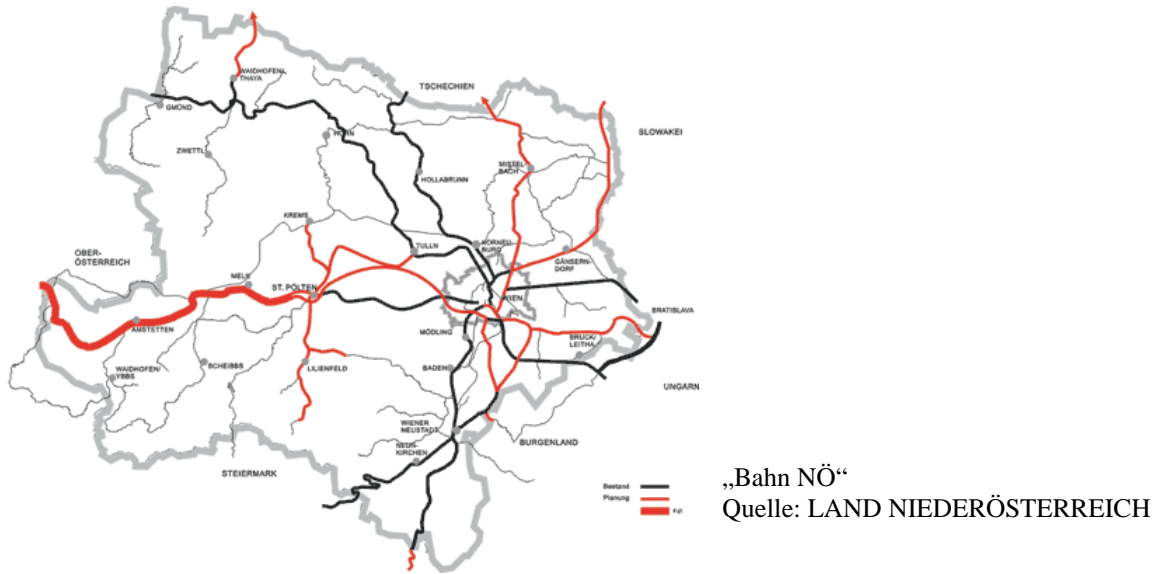 WAIDHOFEN/
THAYA
TSCHECHIEN
GMÜND
SLOWAKEI
HORN
ZWETTL
MISTEL-
BACH
HOLLABRUNN
KREMS
TULLN
KORNEU-
BURG
OBER-
ÖSTERREICH
GÄNSERN-
DORF
MELK
ST. PÖLTEN
WIEN
BRATISLAVA
AMSTETTEN
MÖDLING
BRUCK/
LEITHA
WAIDHOFEN/
YBBS
SCHEIBBS
LILIENFELD
BADEN
UNGARN
WIENER
NEUSTADT
BURGENLAND
NEUN-
KIRCHEN
STEIERMARK
Bestand
Planung
4-gl.
„Bahn NÖ“
Quelle: LAND NIEDERÖSTERREICH